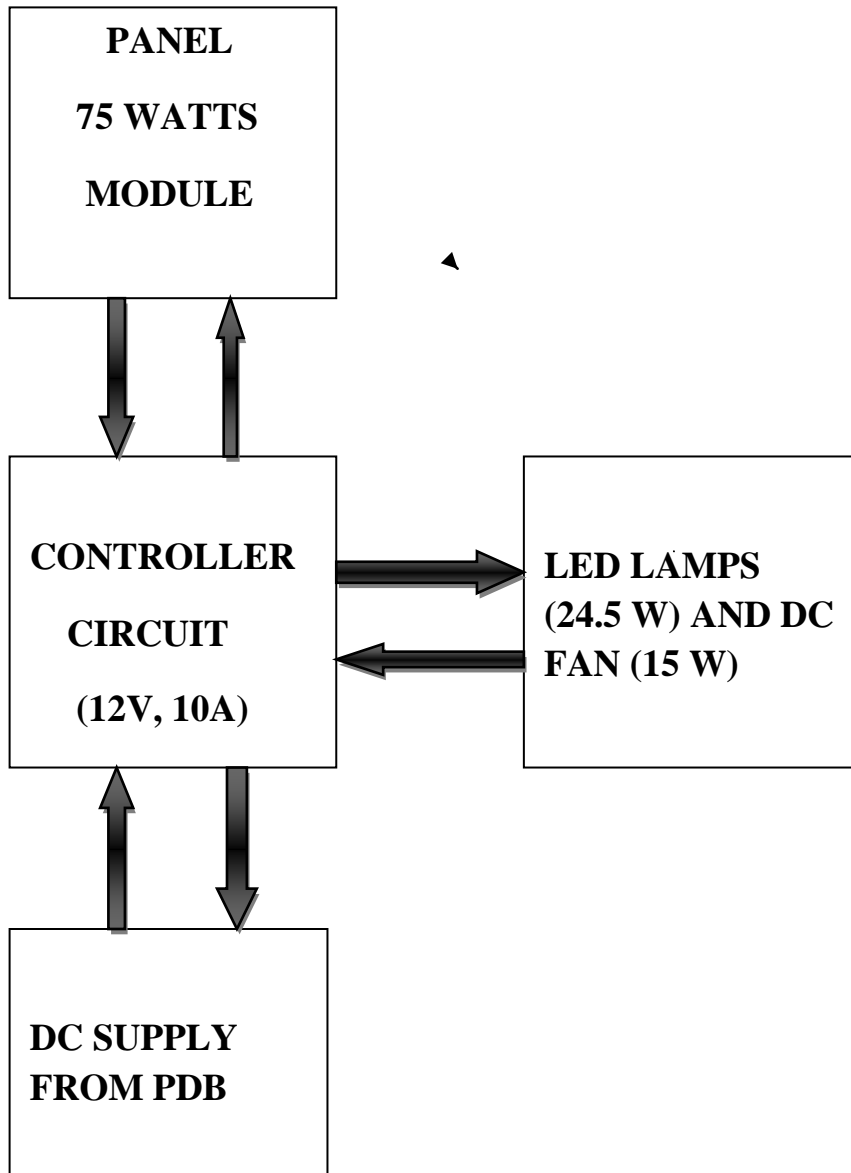 PANEL
75 WATTS
MODULE
CONTROLLER
CIRCUIT
(12V, 10A)
LED LAMPS
(24.5 W) AND DC
FAN (15 W)
DC SUPPLY
FROM PDB